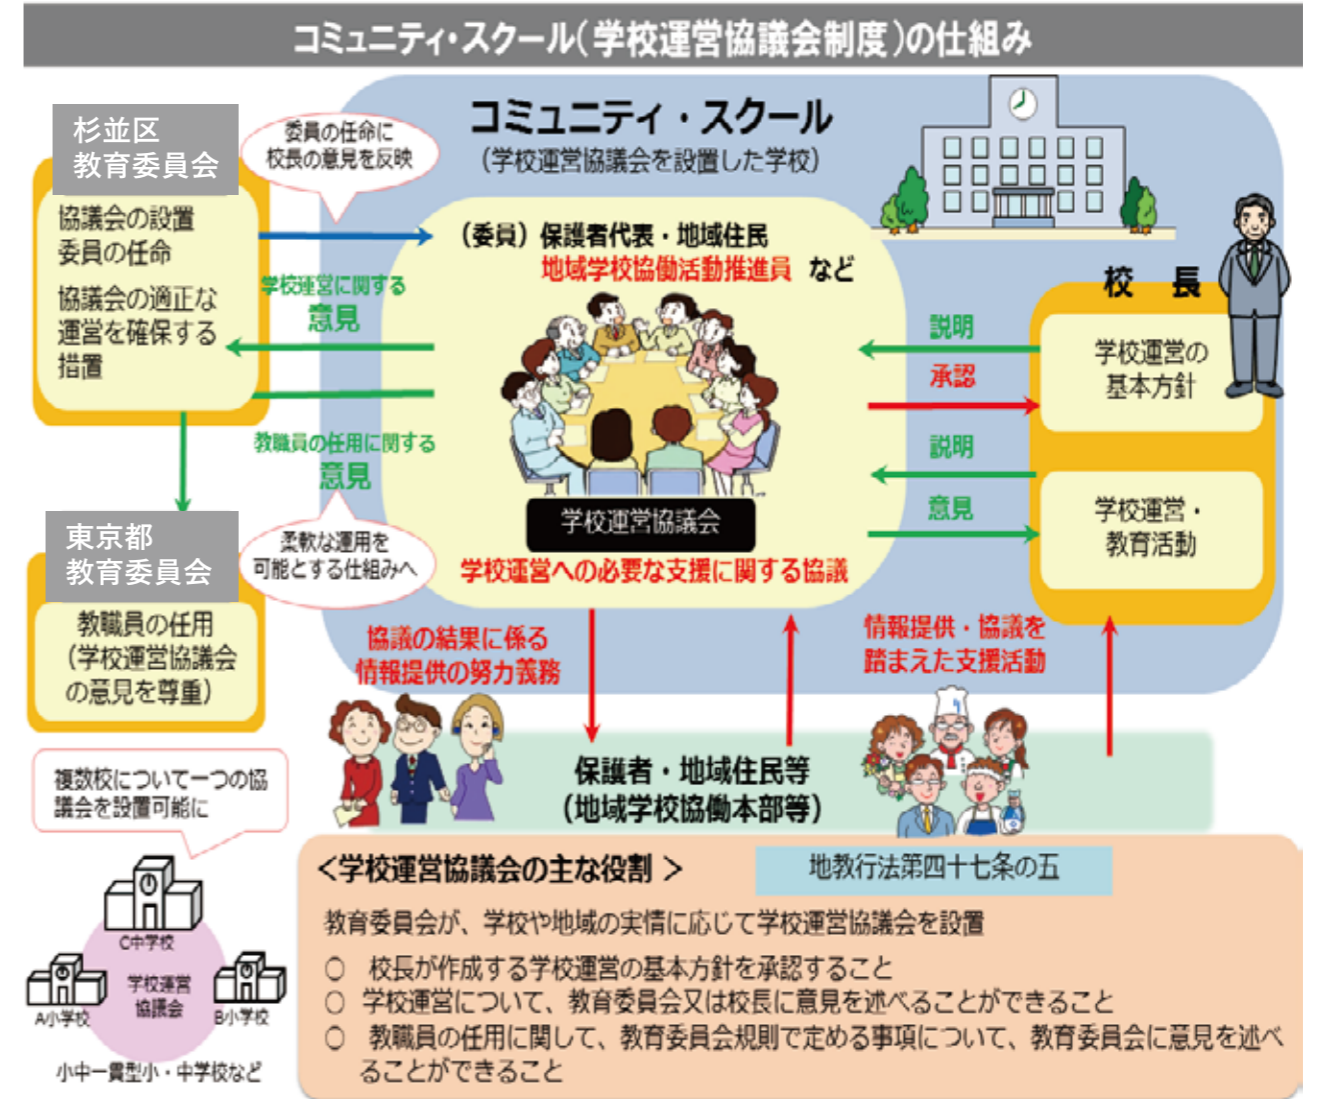 コミュニティ・スクール(学校運営協議会制度)の仕組み
杉並区
教育委員会
協議会の設置
委員の任命
協議会の適正な
運営を確保する
措置
委員の任命に
校長の意見を反映
コミュニティ・スクール
(学校運営協議会を設置した学校)
(委員)保護者代表・地域住民
地域学校協働活動推進員 など
学校運営に関する
意見
教職員の任用に関する
意見
柔軟な運用を
可能とする仕組みへ
学校運営協議会
学校運営への必要な支援に関する協議
校 長
説明
承認
学校運営の
基本方針
説明
意見
学校運営・
教育活動
東京都
教育委員会
教職員の任用
(学校運営協議会
の意見を尊重)
協議の結果に係る
情報提供の努力義務
情報提供・協議を
踏まえた支援活動
保護者・地域住民等
(地域学校協働本部等)
複数校について一つの協
議会を設置可能に
C中学校
学校運営
協議会
A小学校
B小学校
小中一貫型小・中学校など
<学校運営協議会の主な役割 >
地教行法第四十七条の五
教育委員会が、学校や地域の実情に応じて学校運営協議会を設置
○ 校長が作成する学校運営の基本方針を承認すること
○ 学校運営について、教育委員会又は校長に意見を述べることができること
○ 教職員の任用に関して、教育委員会規則で定める事項について、教育委員会に意見を述べ
ることができること